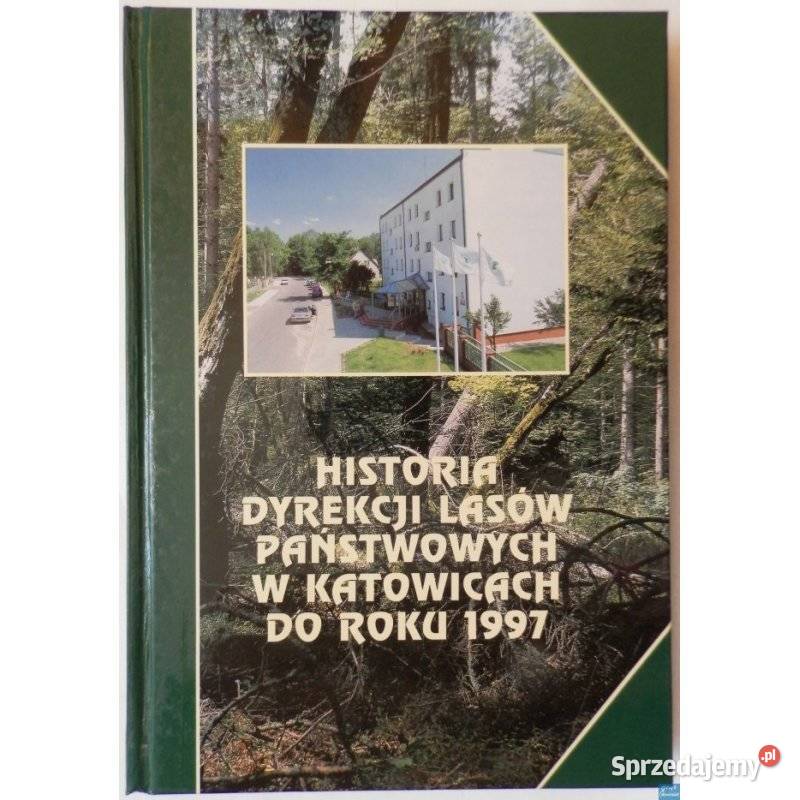 HISTORIA
DYREKCJI LASÓW
PAŃSTWOWYCH
W KATOWICACH
DO ROKU 1997
Sprzedajemy.pl